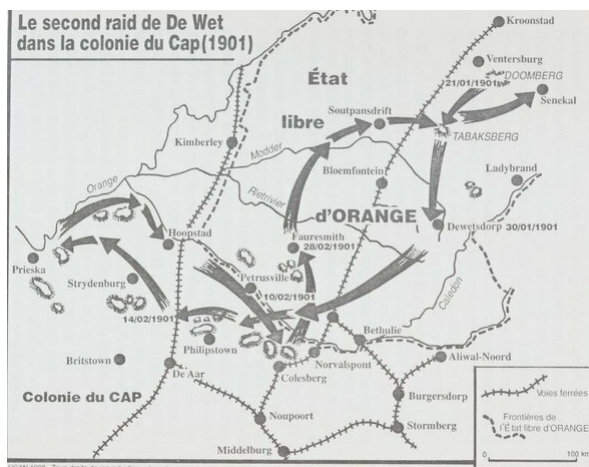 Le second raid de De Wet
dans la colonie du Cap(1901)
Kroonstad
Ventersburg
DOOMBERG
21/01/1901
Senekal
État
libre
d'ORANGE
Soutpansdrift
TABAKSBERG
Kimberley
Modder
Bloemfontein
Ladybrand
Orange
Rietrivier
Dewetsdorp 30/01/1901
Hoopstad
Fauresmith
28/02/1901
Prieska
Strydenburg
Petrusville
Caledon
10/02/1901
14/02/1901
Philipstown
Bethulie
Britstown
De Aar
Norvalspont
Aliwal-Noord
Colesberg
Colonie du CAP
Burgersdorp
Noupoort
Stormberg
Middelburg
Voies ferrées
Frontières de
l'État libre d'ORANGE
0 100 km